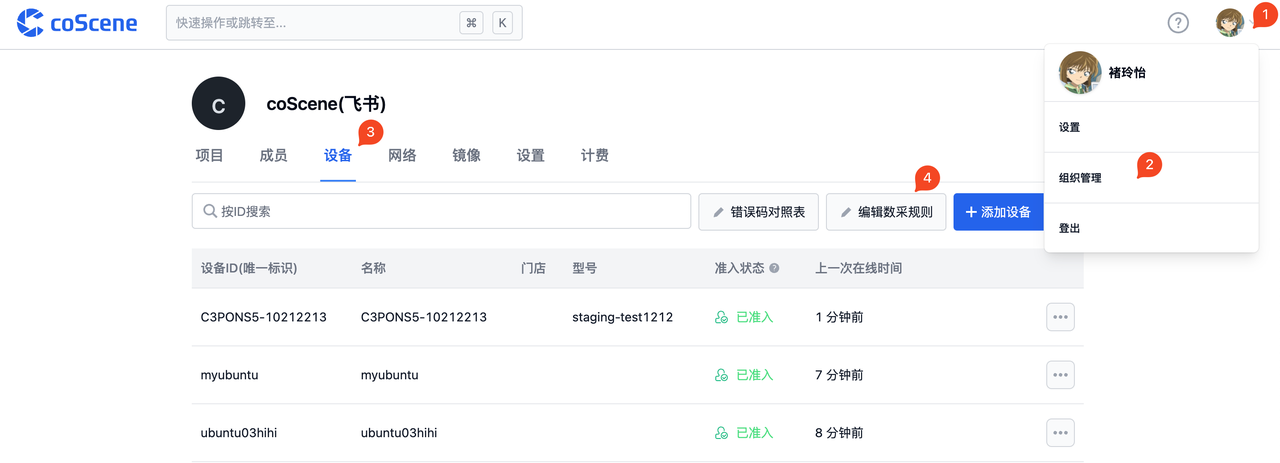 coScene
快速操作或跳转至...
⌘
K
?
1
褚玲怡
设置
2
组织管理
登出
C
coScene(飞书)
3
项目 成员 设备 网络 镜像 设置 计费
4
按ID搜索 错误码对照表 编辑数采规则 + 添加设备
设备ID(唯一标识) 名称 门店 型号 准入状态 ? 上一次在线时间
C3PONS5-10212213 C3PONS5-10212213 staging-test1212 已准入 1 分钟前 •••
myubuntu myubuntu 已准入 7 分钟前 •••
ubuntu03hihi ubuntu03hihi 已准入 8 分钟前 •••